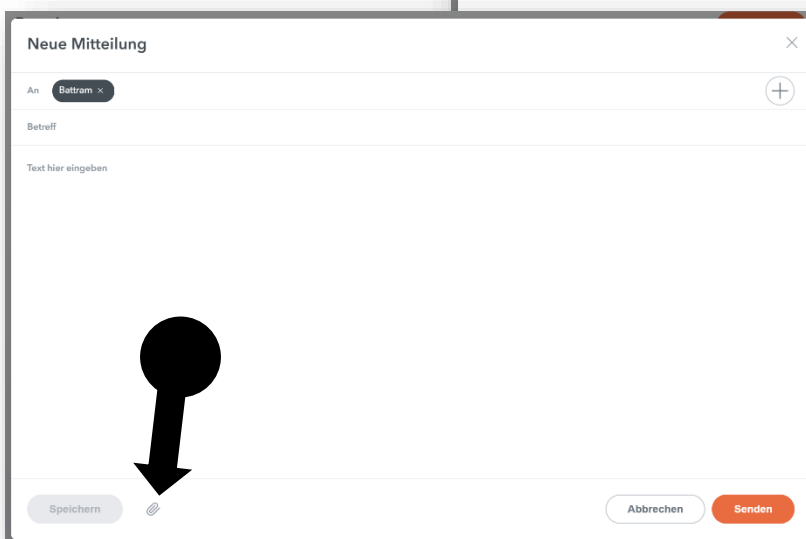 Neue Mitteilung
An Battram ×
Betreff
Text hier eingeben
Speichern Abbrechen Senden